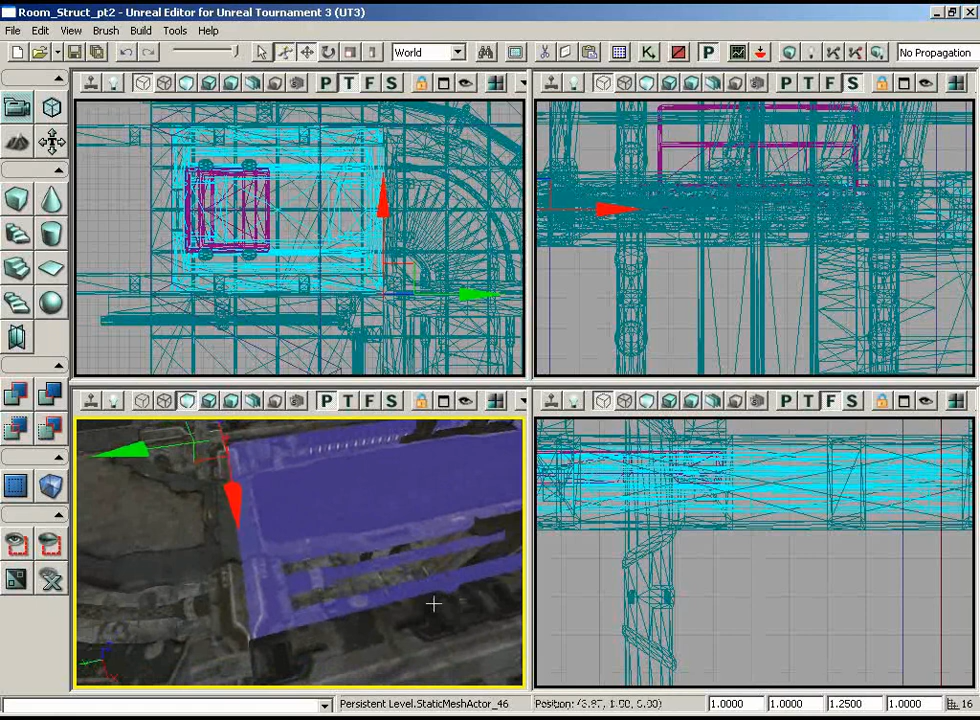 Room_Struct_pt2 - Unreal Editor for Unreal Tournament 3 (UT3)
File Edit View Brush Build Tools Help
World P No Propagation
P T F S P T F S
P T F S P T F S
Persistent Level.StaticMeshActor_46 1.0000 1.0000 1.2500 1.0000 16